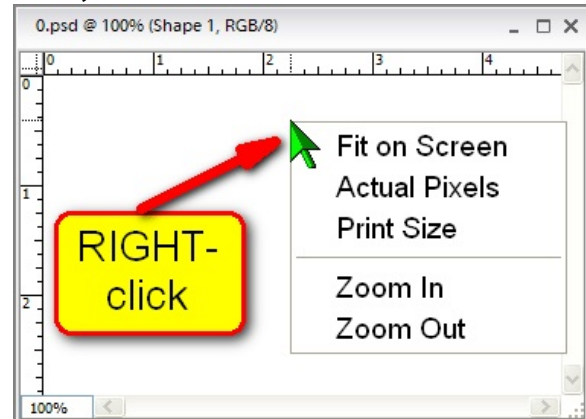 0.psd @ 100% (Shape 1, RGB/8)
0 1 2 3 4
0
1
2
Fit on Screen
Actual Pixels
Print Size
Zoom In
Zoom Out
RIGHT-
click
100%